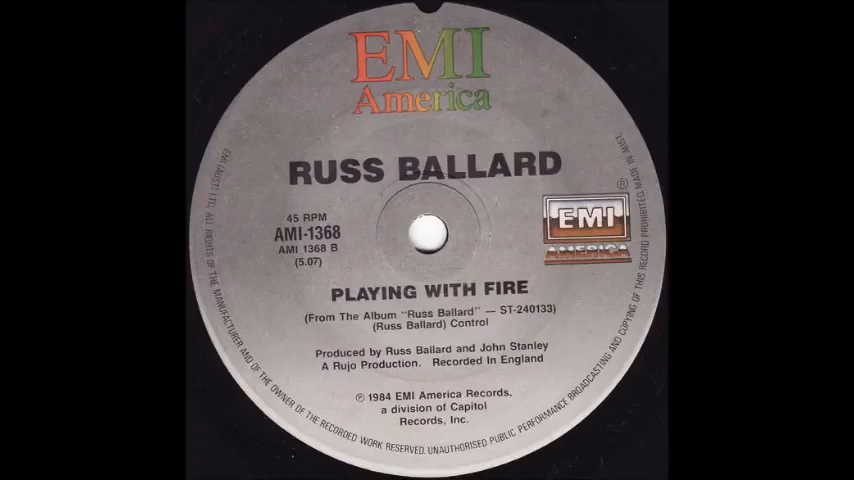 EMI
America
RUSS BALLARD
45 RPM
AMI-1368
AMI 1368 B
(5.07)
®
EMI
AMERICA
PLAYING WITH FIRE
(From The Album "Russ Ballard" — ST-240133)
(Russ Ballard) Control
Produced by Russ Ballard and John Stanley
A Rujo Production. Recorded In England
℗ 1984 EMI America Records,
a division of Capitol
Records, Inc.
EMI (AUST) LTD. ALL RIGHTS OF THE MANUFACTURER AND OF THE OWNER OF THE RECORDED WORK RESERVED. UNAUTHORISED PUBLIC PERFORMANCE BROADCASTING AND COPYING OF THIS RECORD PROHIBITED. MADE IN AUST.